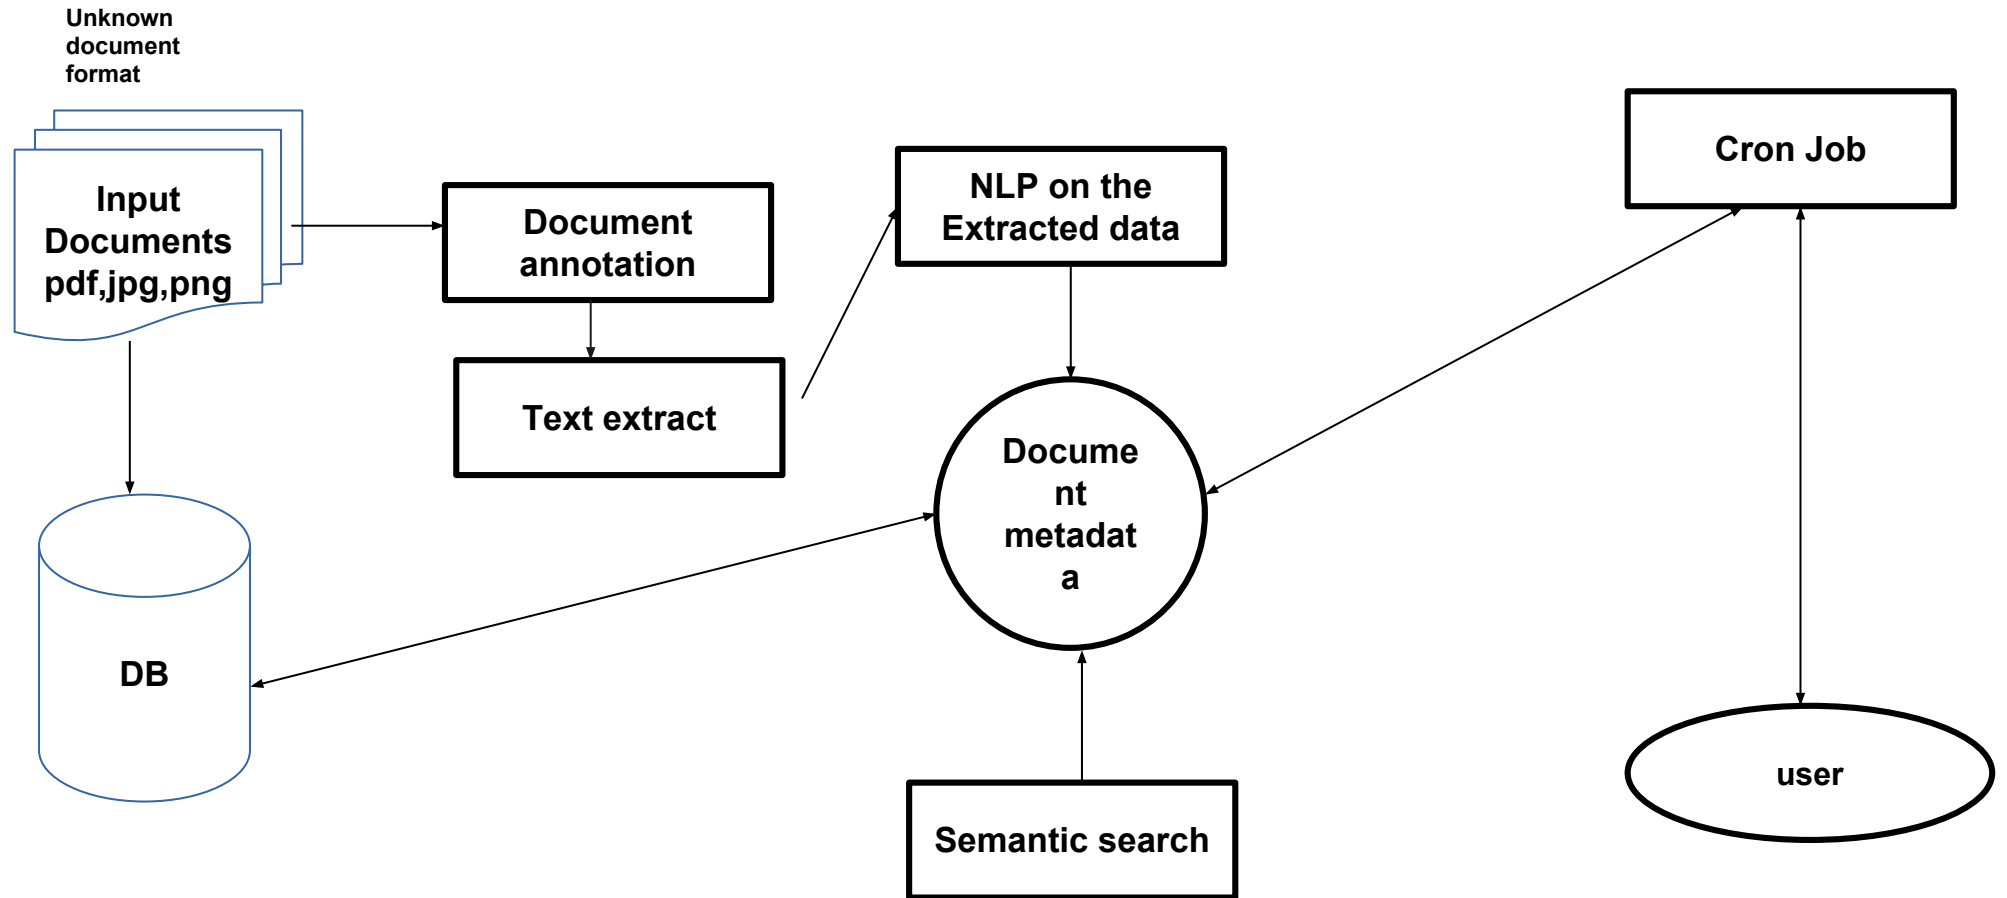 Unknown
document
format
Input
Documents
pdf,jpg,png
Document
annotation
Text extract
NLP on the
Extracted data
Cron Job
Docume
nt
metadat
a
DB
Semantic search
user